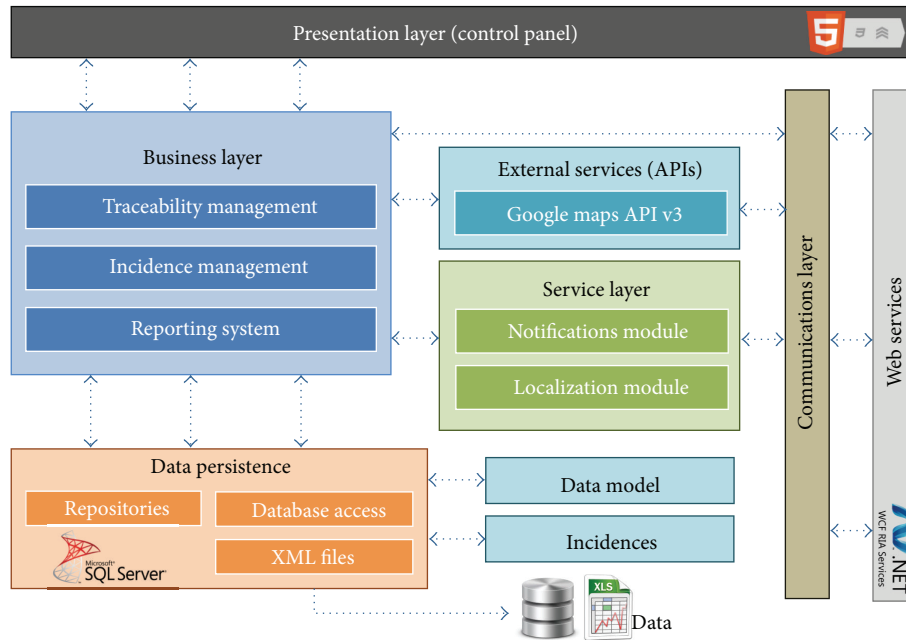 Presentation layer (control panel)
5
Business layer
Traceability management
Incidence management
Reporting system
External services (APIs)
Google maps API v3
Service layer
Notifications module
Localization module
Communications layer
Web services
WCF RIA Services
.NET
Data persistence
Repositories
Database access
XML files
Microsoft®
SQL Server®
Data model
Incidences
XLS
Data